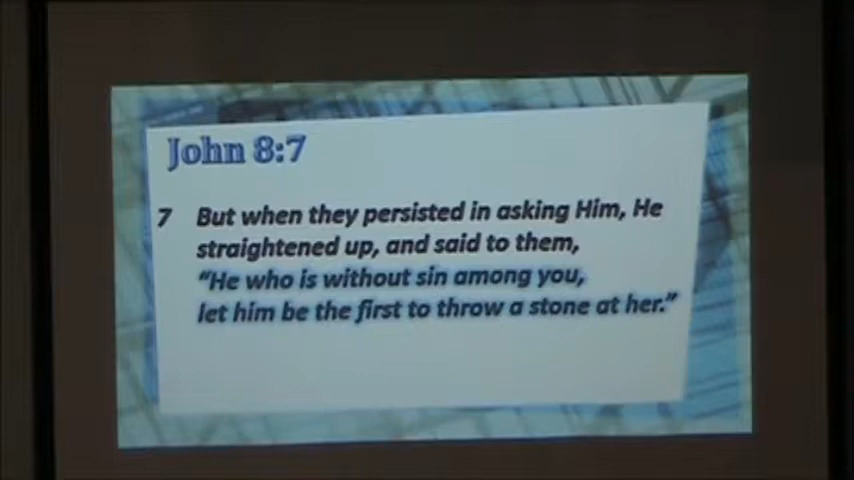 John 8:7
7 But when they persisted in asking Him, He
straightened up, and said to them,
“He who is without sin among you,
let him be the first to throw a stone at her.”